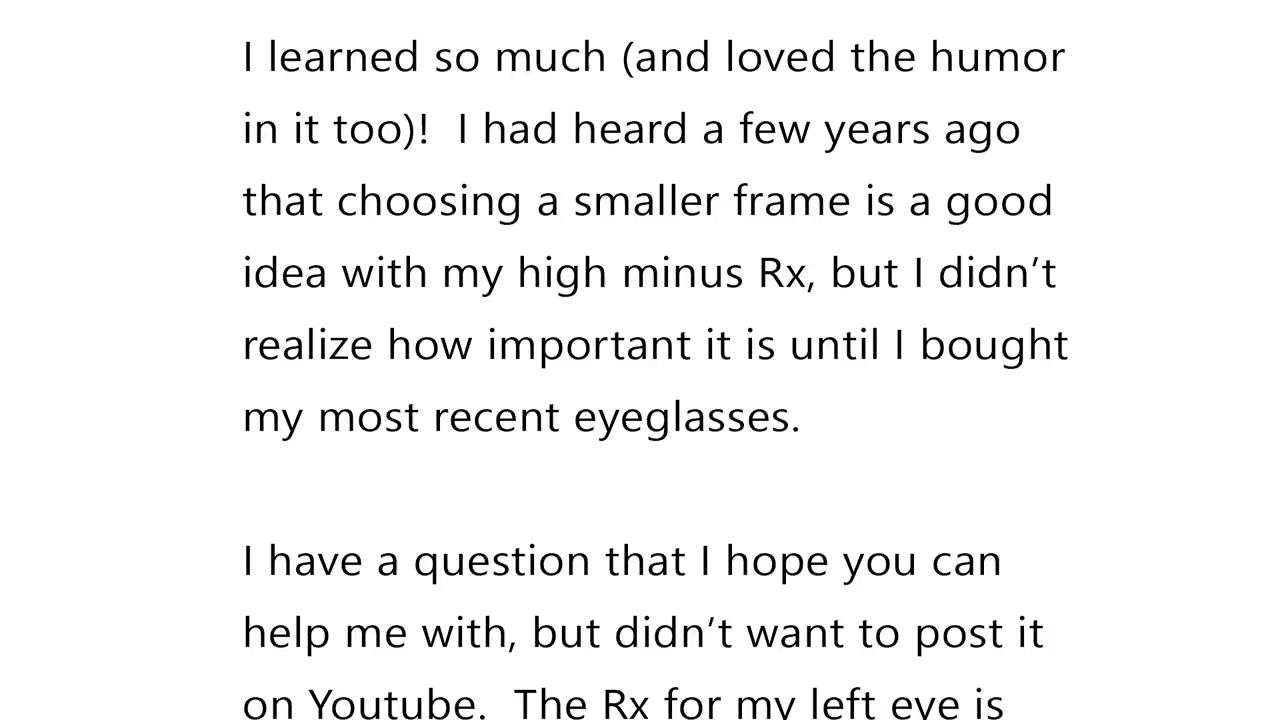 I learned so much (and loved the humor
in it too)!  I had heard a few years ago
that choosing a smaller frame is a good
idea with my high minus Rx, but I didn’t
realize how important it is until I bought
my most recent eyeglasses.
I have a question that I hope you can
help me with, but didn’t want to post it
on Youtube.  The Rx for my left eye is